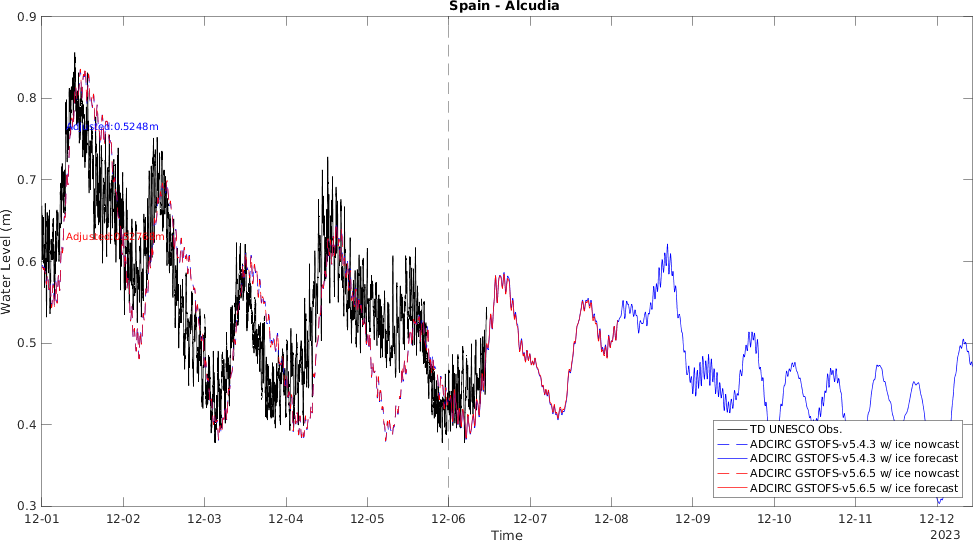 Spain - Alcudia
Water Level (m)
0.9
0.8
0.7
0.6
0.5
0.4
0.3
Adjusted:0.5248m
Adjusted:
TD UNESCO Obs.
ADCIRC GSTOFS-v5.4.3 w/ ice nowcast
ADCIRC GSTOFS-v5.4.3 w/ ice forecast
ADCIRC GSTOFS-v5.6.5 w/ ice nowcast
ADCIRC GSTOFS-v5.6.5 w/ ice forecast
12-01 12-02 12-03 12-04 12-05 12-06 12-07 12-08 12-09 12-10 12-11 12-12
2023
Time